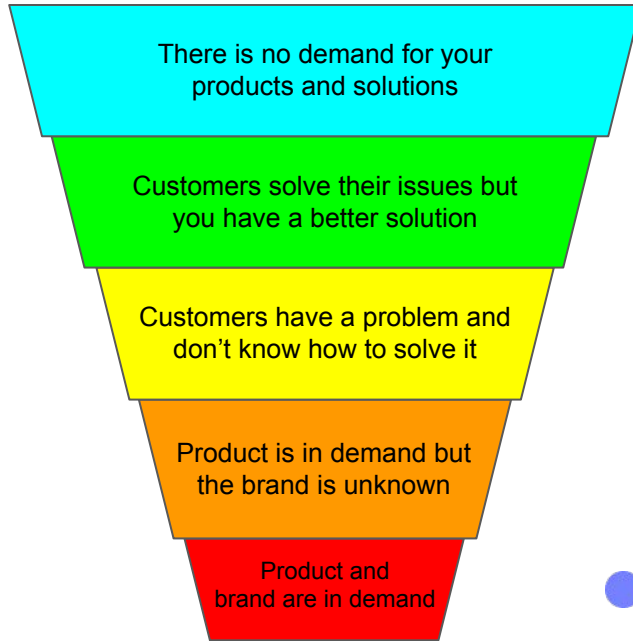 There is no demand for your
products and solutions
Customers solve their issues but
you have a better solution
Customers have a problem and
don’t know how to solve it
Product is in demand but
the brand is unknown
Product and
brand are in demand